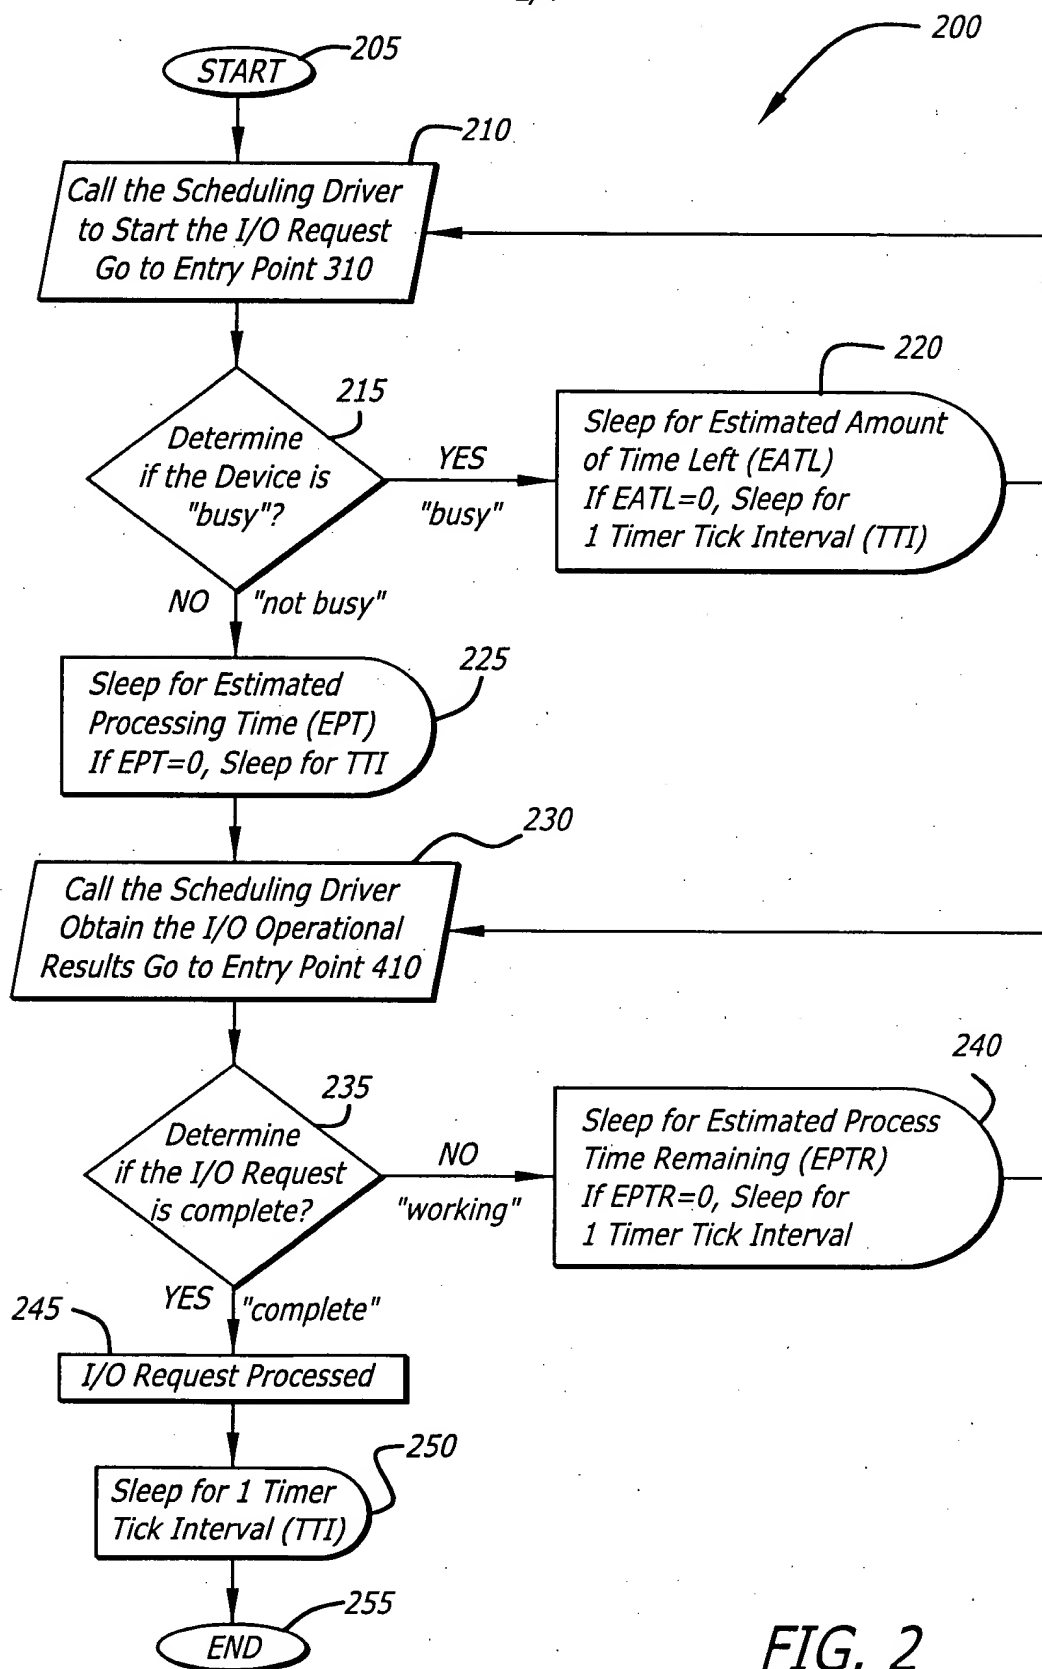 200
START
205
210
Call the Scheduling Driver
to Start the I/O Request
Go to Entry Point 310
215
Determine
if the Device is
"busy"?
YES
"busy"
220
Sleep for Estimated Amount
of Time Left (EATL)
If EATL=0, Sleep for
1 Timer Tick Interval (TTI)
NO "not busy"
225
Sleep for Estimated
Processing Time (EPT)
If EPT=0, Sleep for TTI
230
Call the Scheduling Driver
Obtain the I/O Operational
Results Go to Entry Point 410
235
Determine
if the I/O Request
is complete?
NO
"working"
240
Sleep for Estimated Process
Time Remaining (EPTR)
If EPTR=0, Sleep for
1 Timer Tick Interval
YES "complete"
245
I/O Request Processed
250
Sleep for 1 Timer
Tick Interval (TTI)
255
END
FIG. 2